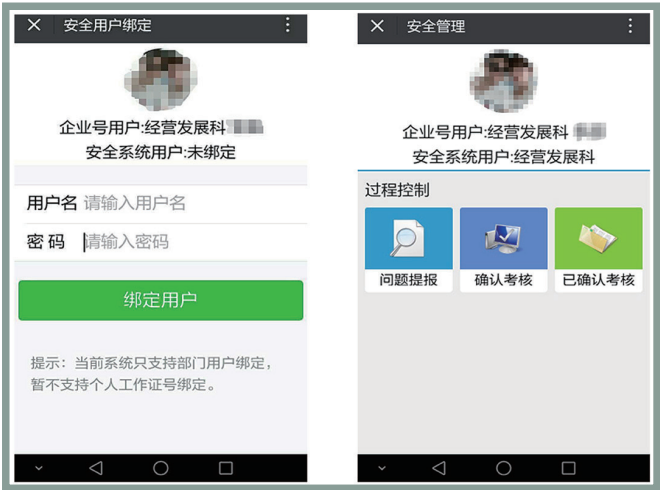 安全用户绑定
企业号用户:经营发展科
安全系统用户:未绑定
用户名 请输入用户名
密码 请输入密码
绑定用户
提示：当前系统只支持部门用户绑定，
暂不支持个人工作证号绑定。
安全管理
企业号用户:经营发展科
安全系统用户:经营发展科
过程控制
问题提报 确认考核 已确认考核